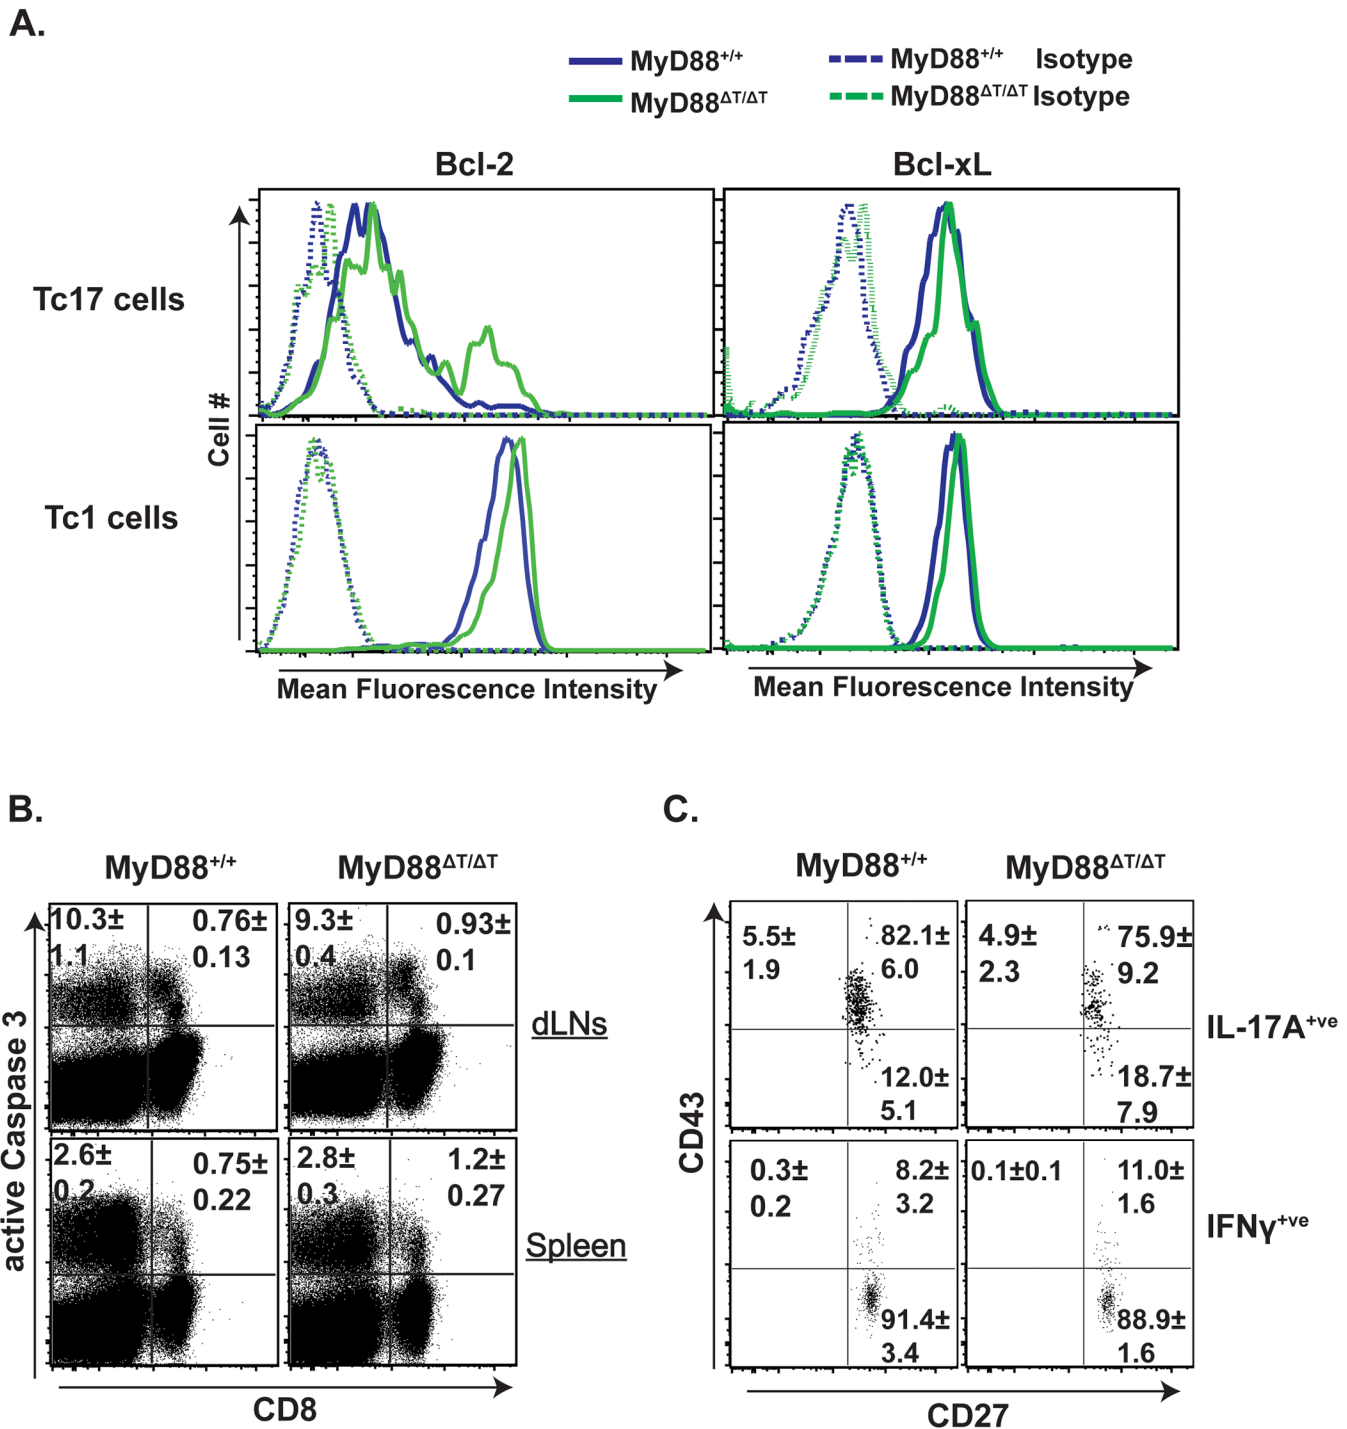 A.
MyD88+/+ MyD88+/+ Isotype
MyD88ΔT/ΔT MyD88ΔT/ΔT Isotype
Bcl-2 Bcl-xL
Tc17 cells
Cell #
Tc1 cells
Mean Fluorescence Intensity Mean Fluorescence Intensity
B.
MyD88+/+ MyD88ΔT/ΔT
10.3± 0.76± 9.3± 0.93±
1.1 0.13 0.4 0.1
dLNs
active Caspase 3
2.6± 0.75± 2.8± 1.2±
0.2 0.22 0.3 0.27
Spleen
CD8
C.
MyD88+/+ MyD88ΔT/ΔT
5.5± 82.1± 4.9± 75.9±
1.9 6.0 2.3 9.2
IL-17A+ve
12.0± 18.7±
5.1 7.9
CD43
0.3± 8.2± 0.1±0.1 11.0±
0.2 3.2 1.6
IFNγ+ve
91.4± 88.9±
3.4 1.6
CD27